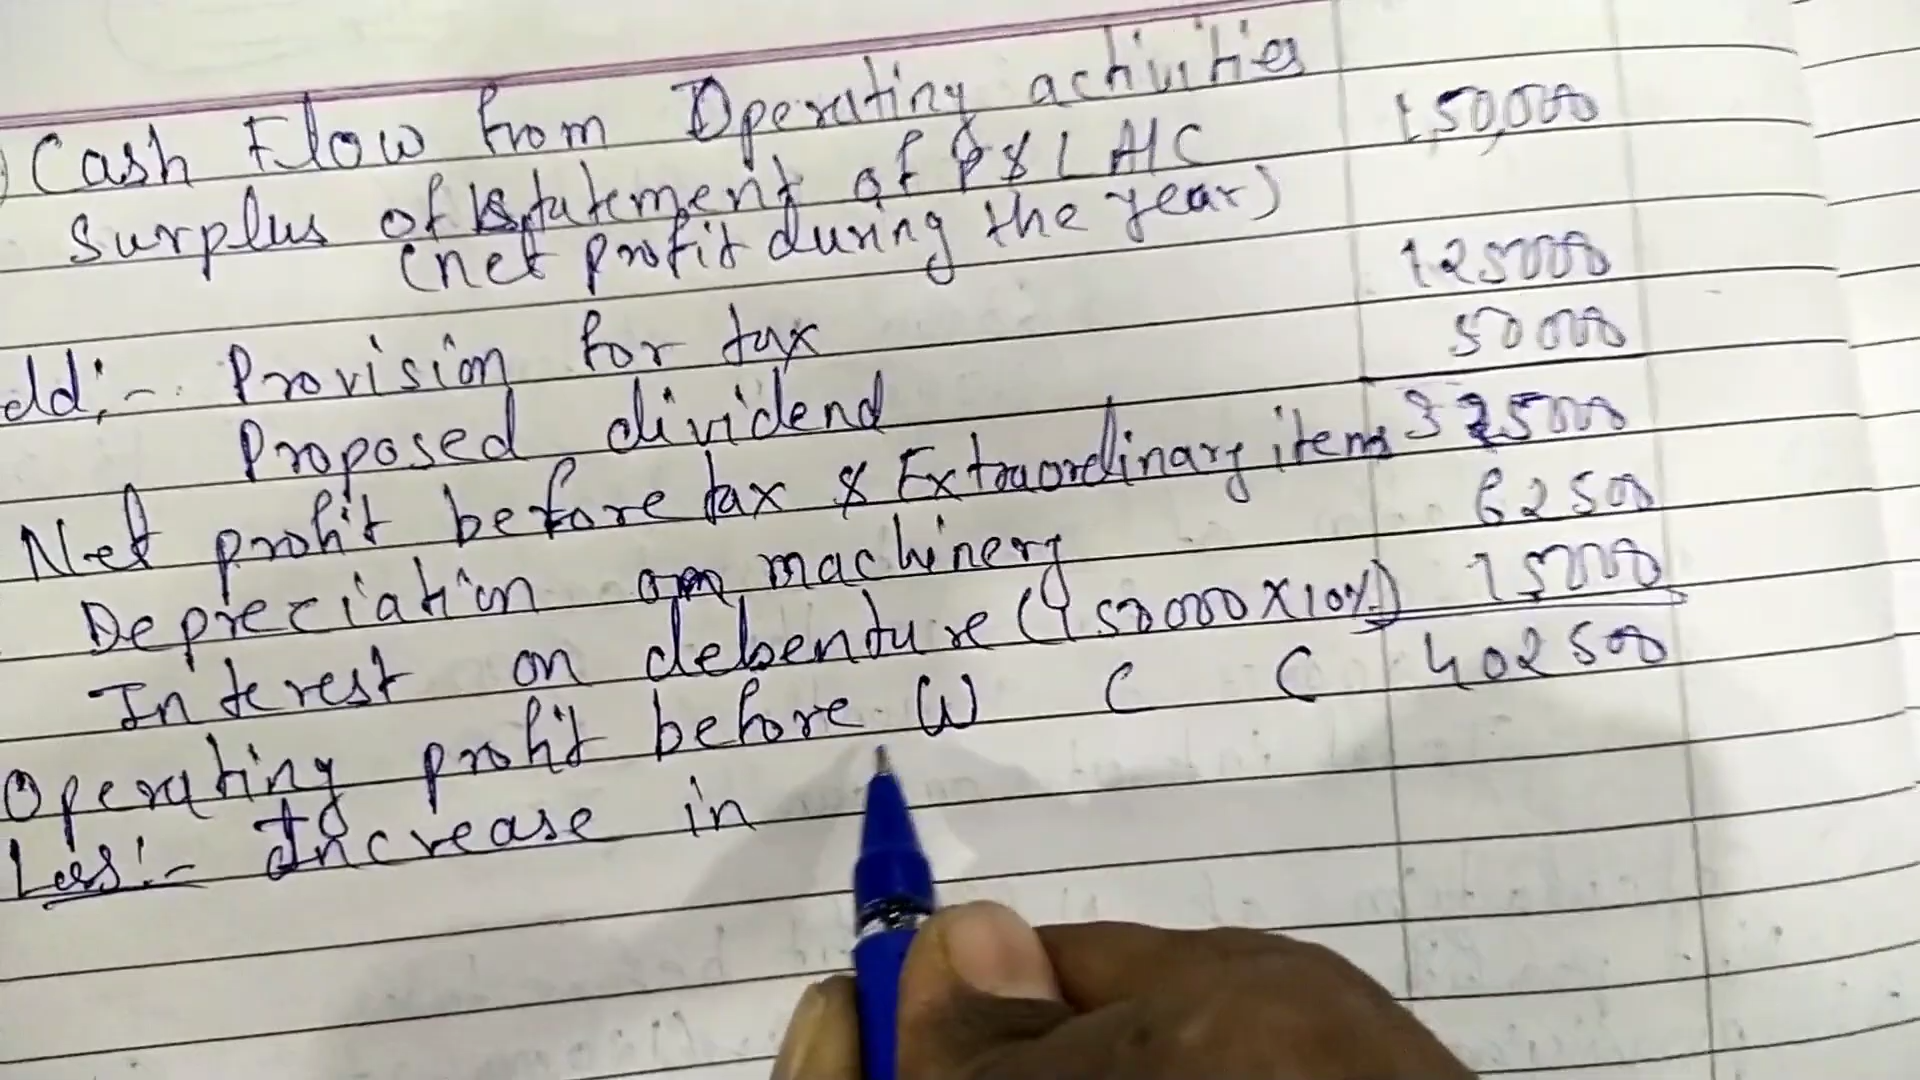 Cash Flow from Operating activities
Surplus of statement of P & L A/C 1,50,000
(net profit during the year)
dd:- Provision for tax 125000
Proposed dividend 50000
Net profit before tax & Extraordinary items 325000
Depreciation on machinery 62500
Interest on debenture (150000 X 10%) 15000
Operating profit before W C C 402500
Less:- Increase in